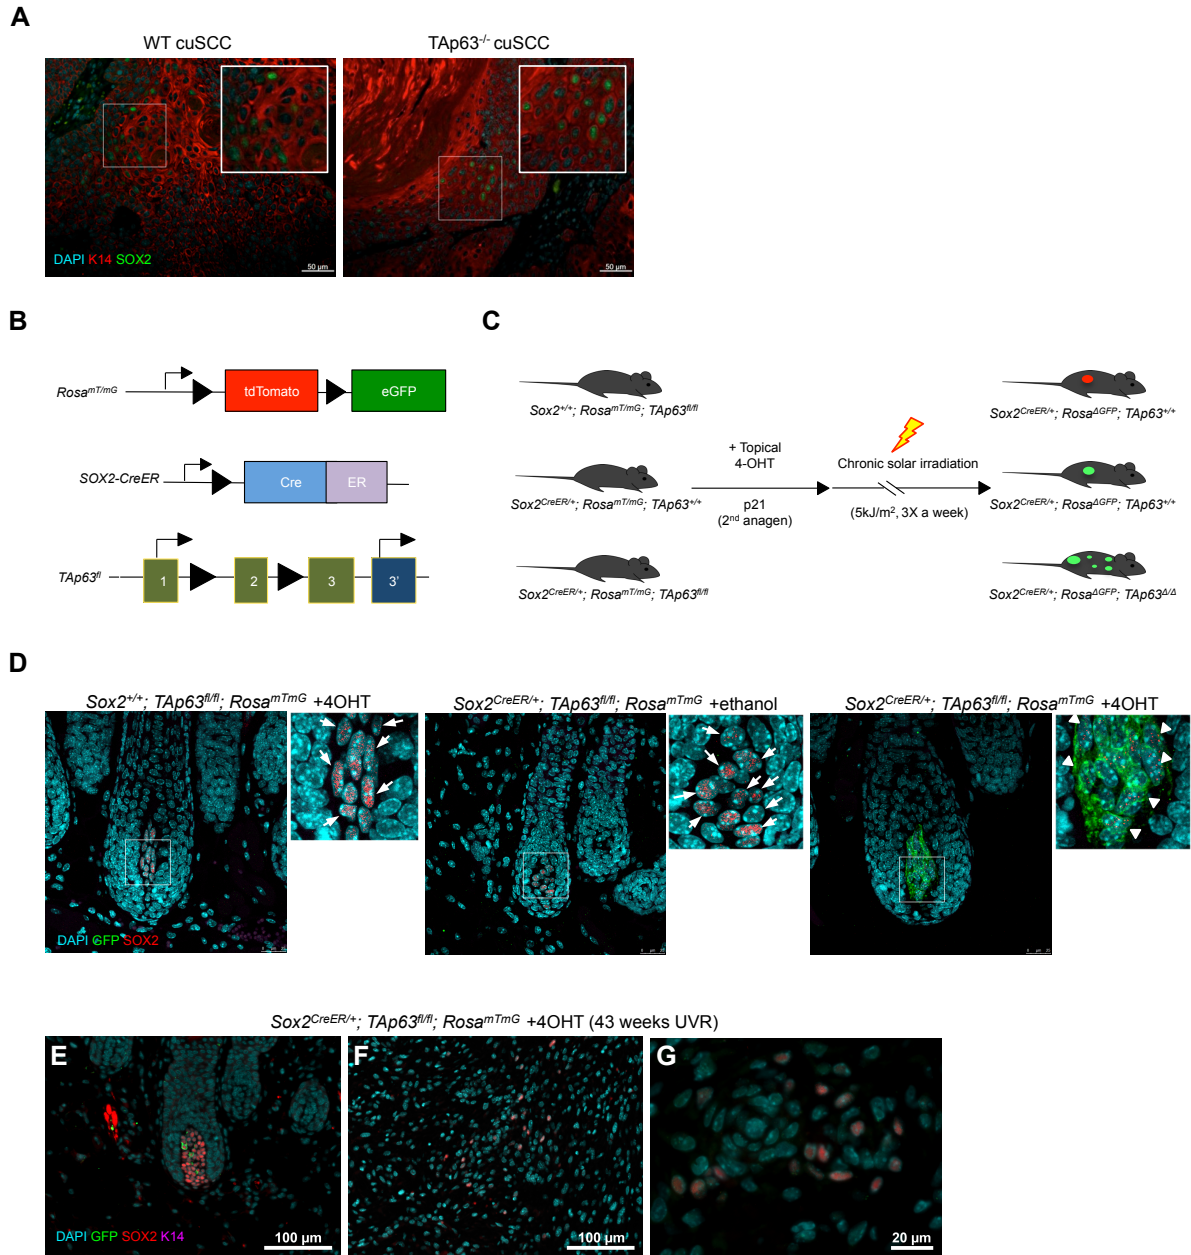 A
WT cuSCC
TAp63-/- cuSCC
DAPI K14 SOX2
50 µm
50 µm
B
C
RosamT/mG
tdTomato
eGFP
SOX2-CreER
Cre
ER
TAp63fl
1
2
3
3'
Sox2+/+; RosamT/mG; TAp63fl/fl
Sox2CreER/+; RosamT/mG; TAp63+/+
Sox2CreER/+; RosamT/mG; TAp63fl/fl
+ Topical
4-OHT
p21
(2nd anagen)
Chronic solar irradiation
(5kJ/m2, 3X a week)
Sox2CreER/+; RosaΔGFP; TAp63+/+
Sox2CreER/+; RosaΔGFP; TAp63+/+
Sox2CreER/+; RosaΔGFP; TAp63Δ/Δ
D
Sox2+/+; TAp63fl/fl; RosamTmG +4OHT
Sox2CreER/+; TAp63fl/fl; RosamTmG +ethanol
Sox2CreER/+; TAp63fl/fl; RosamTmG +4OHT
DAPI GFP SOX2
Sox2CreER/+; TAp63fl/fl; RosamTmG +4OHT (43 weeks UVR)
E
F
G
DAPI GFP SOX2 K14
100 µm
100 µm
20 µm